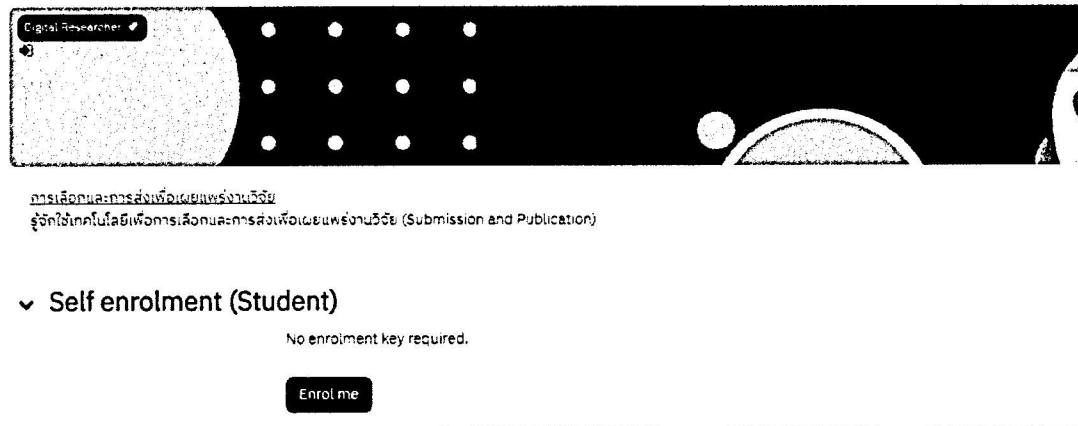 Digital Researcher
การเลือกและการส่งเพื่อเผยแพร่งานวิจัย
รู้จักใช้เทคโนโลยีเพื่อการเลือกและการส่งเพื่อเผยแพร่งานวิจัย (Submission and Publication)
Self enrolment (Student)
No enrolment key required.
Enrol me